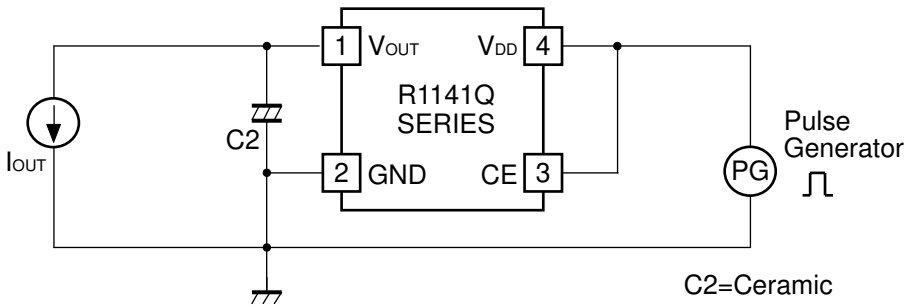 1 VOUT VDD 4
R1141Q
SERIES
C2
IOUT
2 GND CE 3
PG
Pulse
Generator
C2=Ceramic